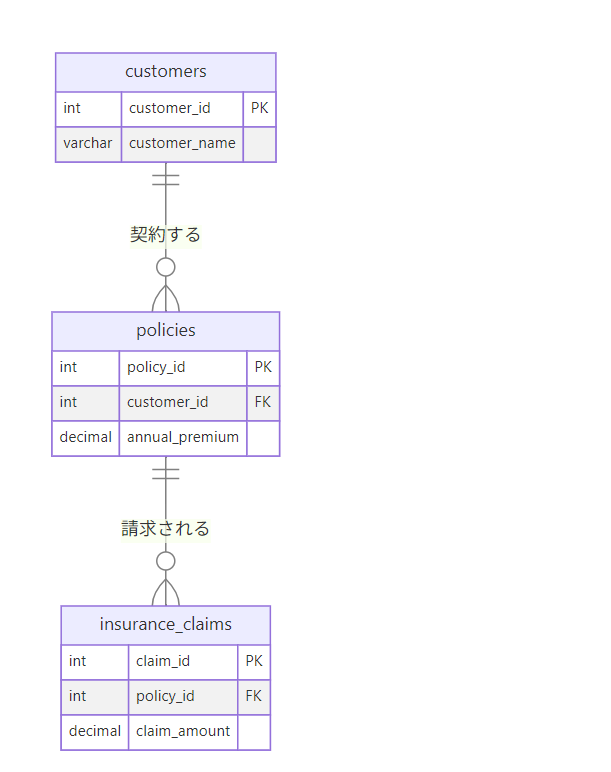 customers
int customer_id PK
varchar customer_name
契約する
policies
int policy_id PK
int customer_id FK
decimal annual_premium
請求される
insurance_claims
int claim_id PK
int policy_id FK
decimal claim_amount